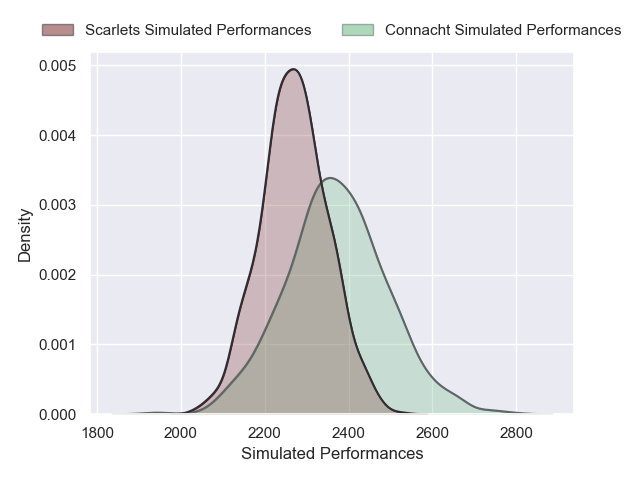 Scarlets Simulated Performances Connacht Simulated Performances
0.005
0.004
0.003
0.002
0.001
0.000
Density
1800 2000 2200 2400 2600 2800
Simulated Performances